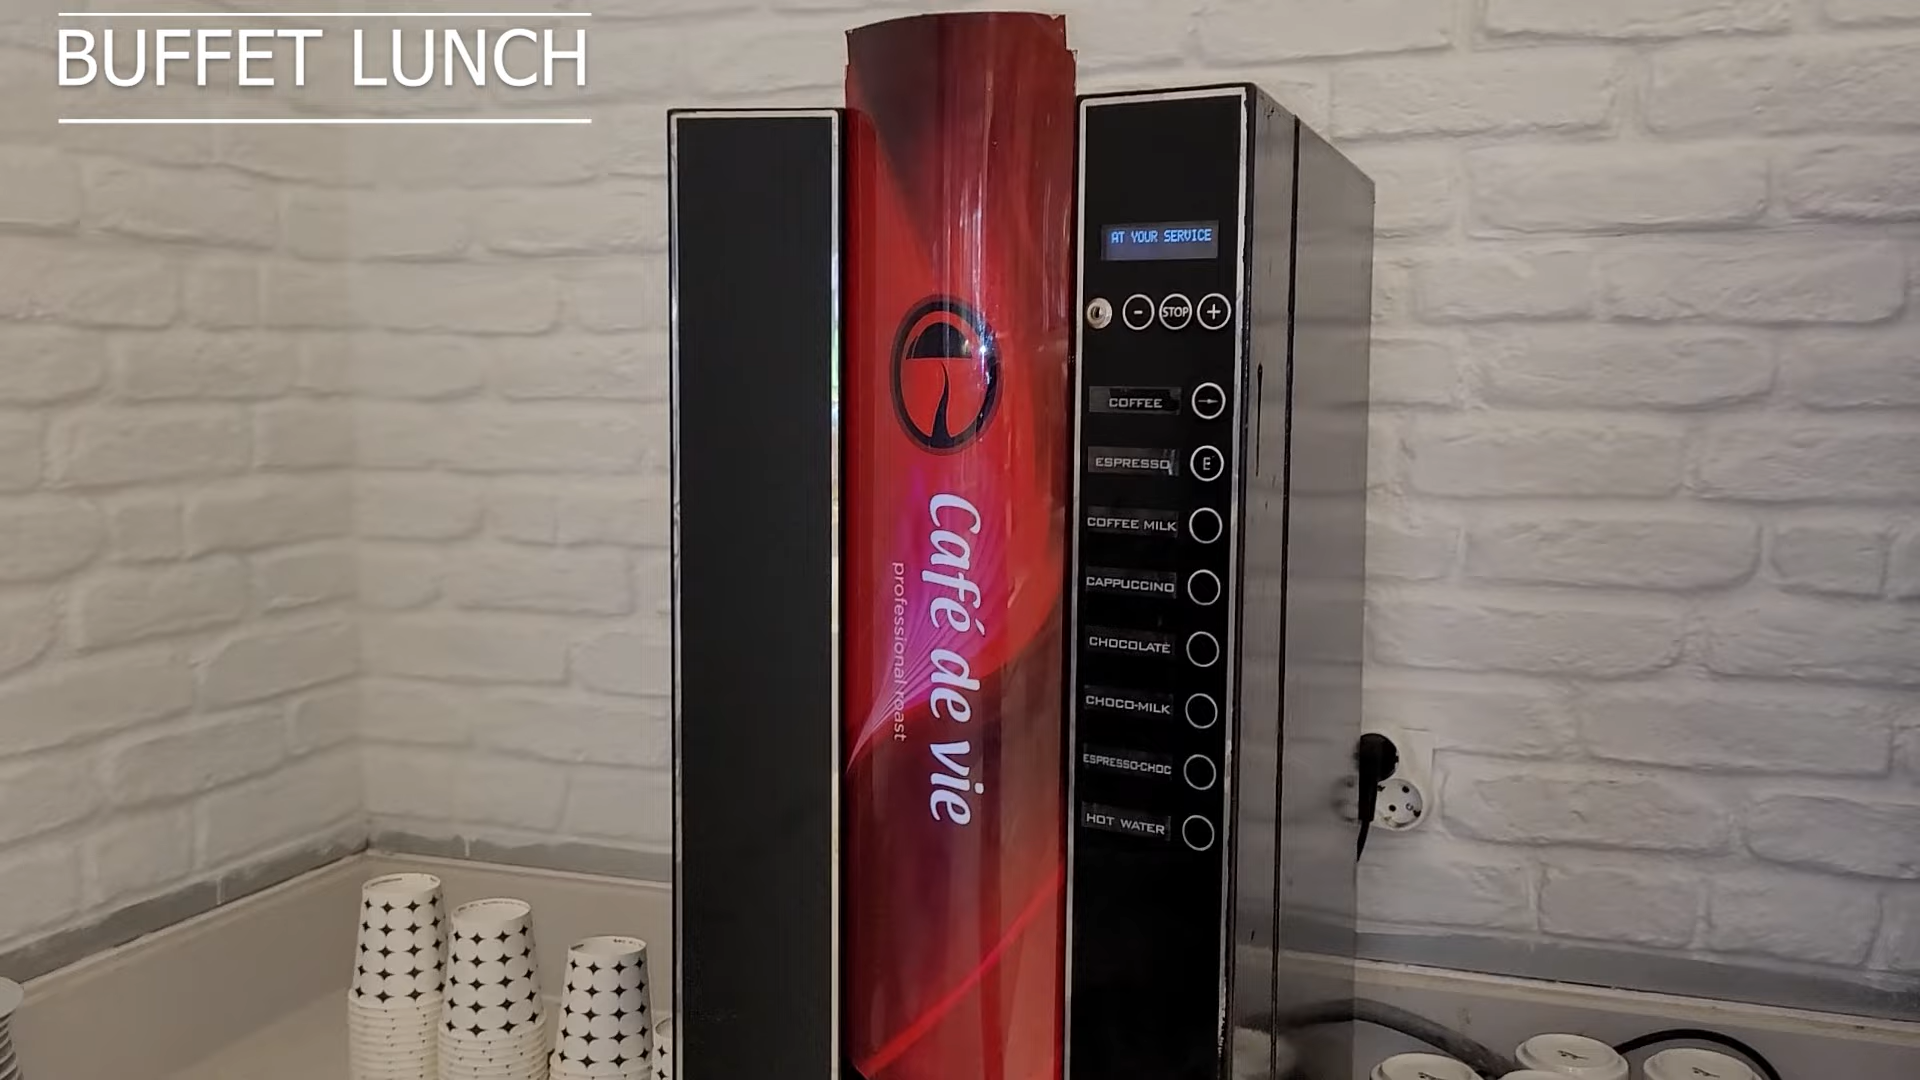 BUFFET LUNCH
AT YOUR SERVICE
- STOP +
COFFEE
ESPRESSO E
COFFEE MILK
CAPPUCCINO
CHOCOLATE
CHOCO-MILK
ESPRESSO-CHOC
HOT WATER
Café de vie
professional roast